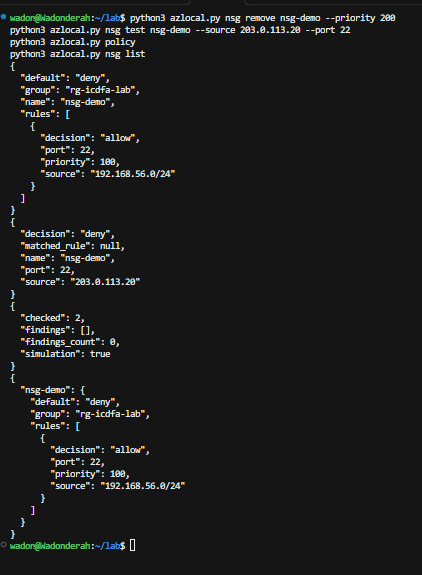 wadon@Wadonderah:~/lab$ python3 azlocal.py nsg remove nsg-demo --priority 200
python3 azlocal.py nsg test nsg-demo --source 203.0.113.20 --port 22
python3 azlocal.py policy
python3 azlocal.py nsg list
{
  "default": "deny",
  "group": "rg-icdfa-lab",
  "name": "nsg-demo",
  "rules": [
    {
      "decision": "allow",
      "port": 22,
      "priority": 100,
      "source": "192.168.56.0/24"
    }
  ]
}
{
  "decision": "deny",
  "matched_rule": null,
  "name": "nsg-demo",
  "port": 22,
  "source": "203.0.113.20"
}
{
  "checked": 2,
  "findings": [],
  "findings_count": 0,
  "simulation": true
}
{
  "nsg-demo": {
    "default": "deny",
    "group": "rg-icdfa-lab",
    "rules": [
      {
        "decision": "allow",
        "port": 22,
        "priority": 100,
        "source": "192.168.56.0/24"
      }
    ]
  }
}
wadon@Wadonderah:~/lab$